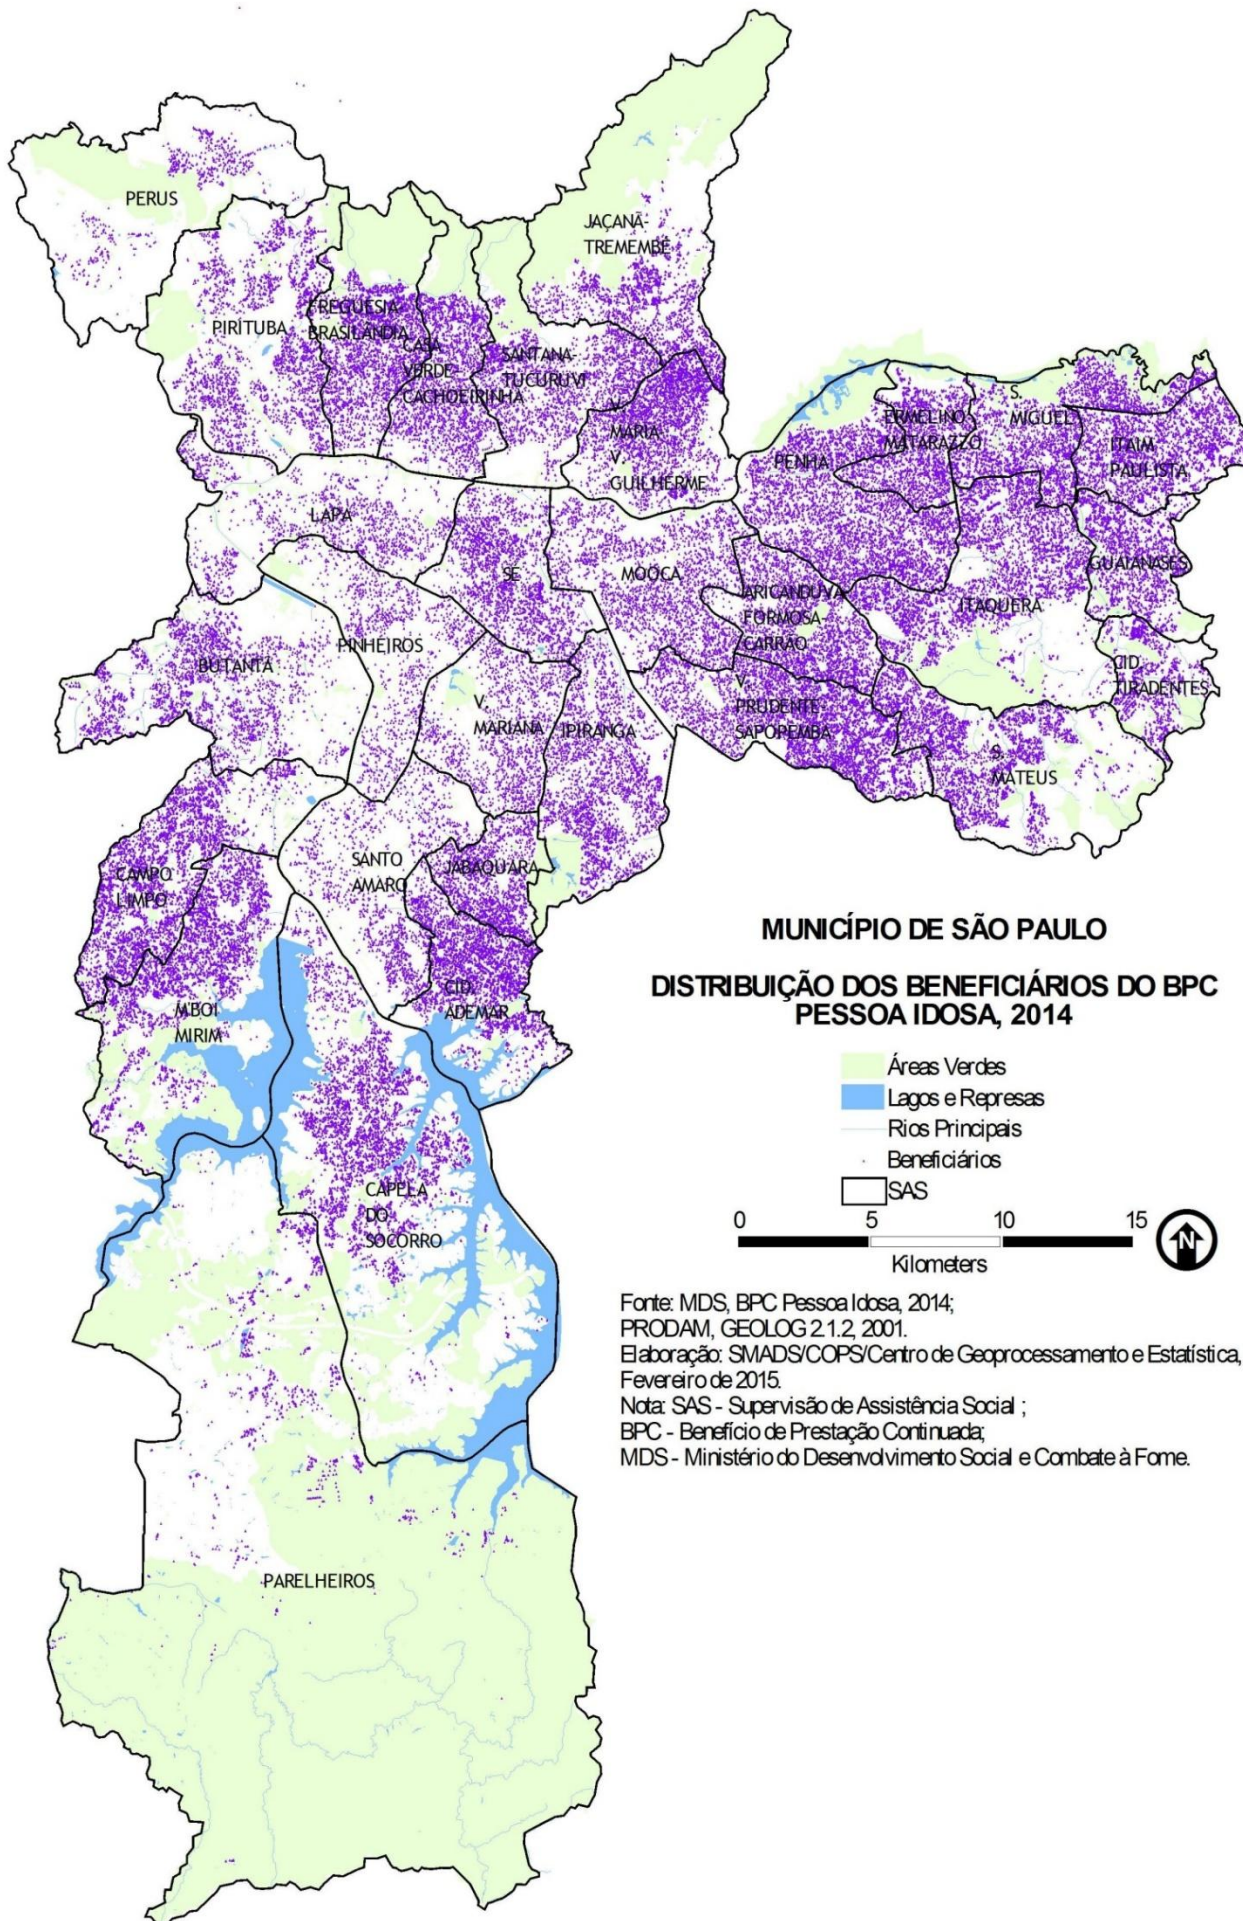 PERUS
JAÇANÃ-
TREMEMBÉ
PIRITUBA
FREGUESIA-
BRASILÂNDIA
CASA
VERDE-
CACHOEIRINHA
SANTANA-
TUCURUVI
V.
MARIA-
V.
GUILHERME
PENHA
ERMELINO
MATARAZZO
S.
MIGUEL
ITAIM
PAULISTA
LAPA
SÉ
MOOCA
ARICANDUVA-
FORMOSA-
CARRÃO
ITAQUERA
GUAIANASES
CID.
TIRADENTES
BUTANTÃ
PINHEIROS
V.
MARIANA
IPIRANGA
V.
PRUDENTE
SAPOPEMBA
S.
MATEUS
CAMPO
LIMPO
SANTO
AMARO
JABAQUARA
M'BOI
MIRIM
CID.
ADEMAR
CAPELA
DO
SOCORRO
PARELHEIROS
MUNICÍPIO DE SÃO PAULO
DISTRIBUIÇÃO DOS BENEFICIÁRIOS DO BPC
PESSOA IDOSA, 2014
Áreas Verdes
Lagos e Represas
Rios Principais
Beneficiários
SAS
0 5 10 15
Kilometers
N
Fonte: MDS, BPC Pessoa Idosa, 2014;
PRODAM, GEOLOG 2.1.2, 2001.
Elaboração: SMADS/COPS/Centro de Geoprocessamento e Estatística,
Fevereiro de 2015.
Nota: SAS - Supervisão de Assistência Social ;
BPC - Benefício de Prestação Continuada;
MDS - Ministério do Desenvolvimento Social e Combate à Fome.